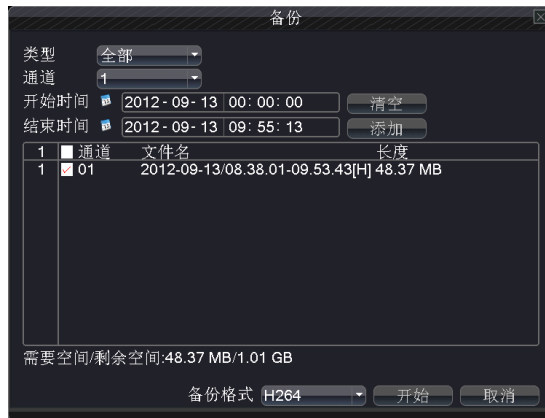 备份
类型 全部
通道 1
开始时间 2012-09-13 00:00:00 清空
结束时间 2012-09-13 09:55:13 添加
1 通道 文件名 长度
1 01 2012-09-13/08.38.01-09.53.43[H] 48.37 MB
需要空间/剩余空间:48.37 MB/1.01 GB
备份格式 H264 开始 取消